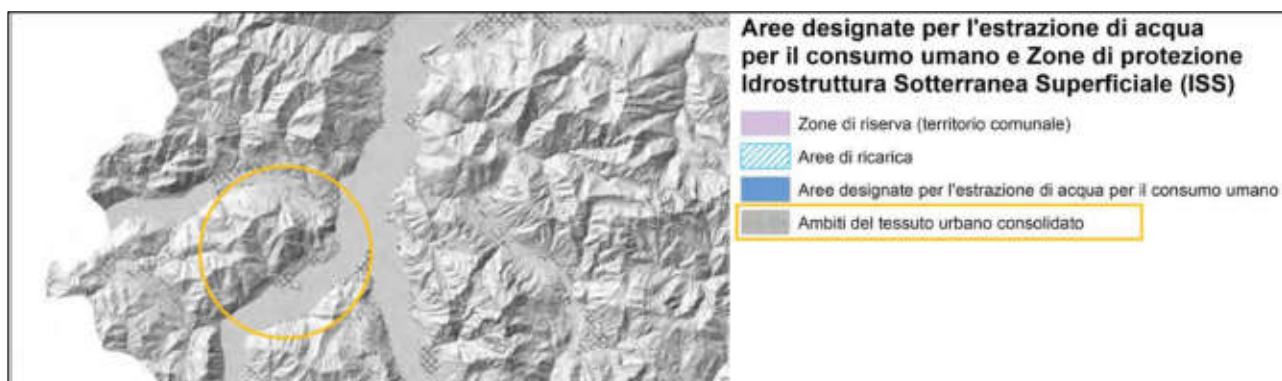 Aree designate per l'estrazione di acqua
per il consumo umano e Zone di protezione
Idrostruttura Sotterranea Superficiale (ISS)
Zone di riserva (territorio comunale)
Aree di ricarica
Aree designate per l'estrazione di acqua per il consumo umano
Ambiti del tessuto urbano consolidato